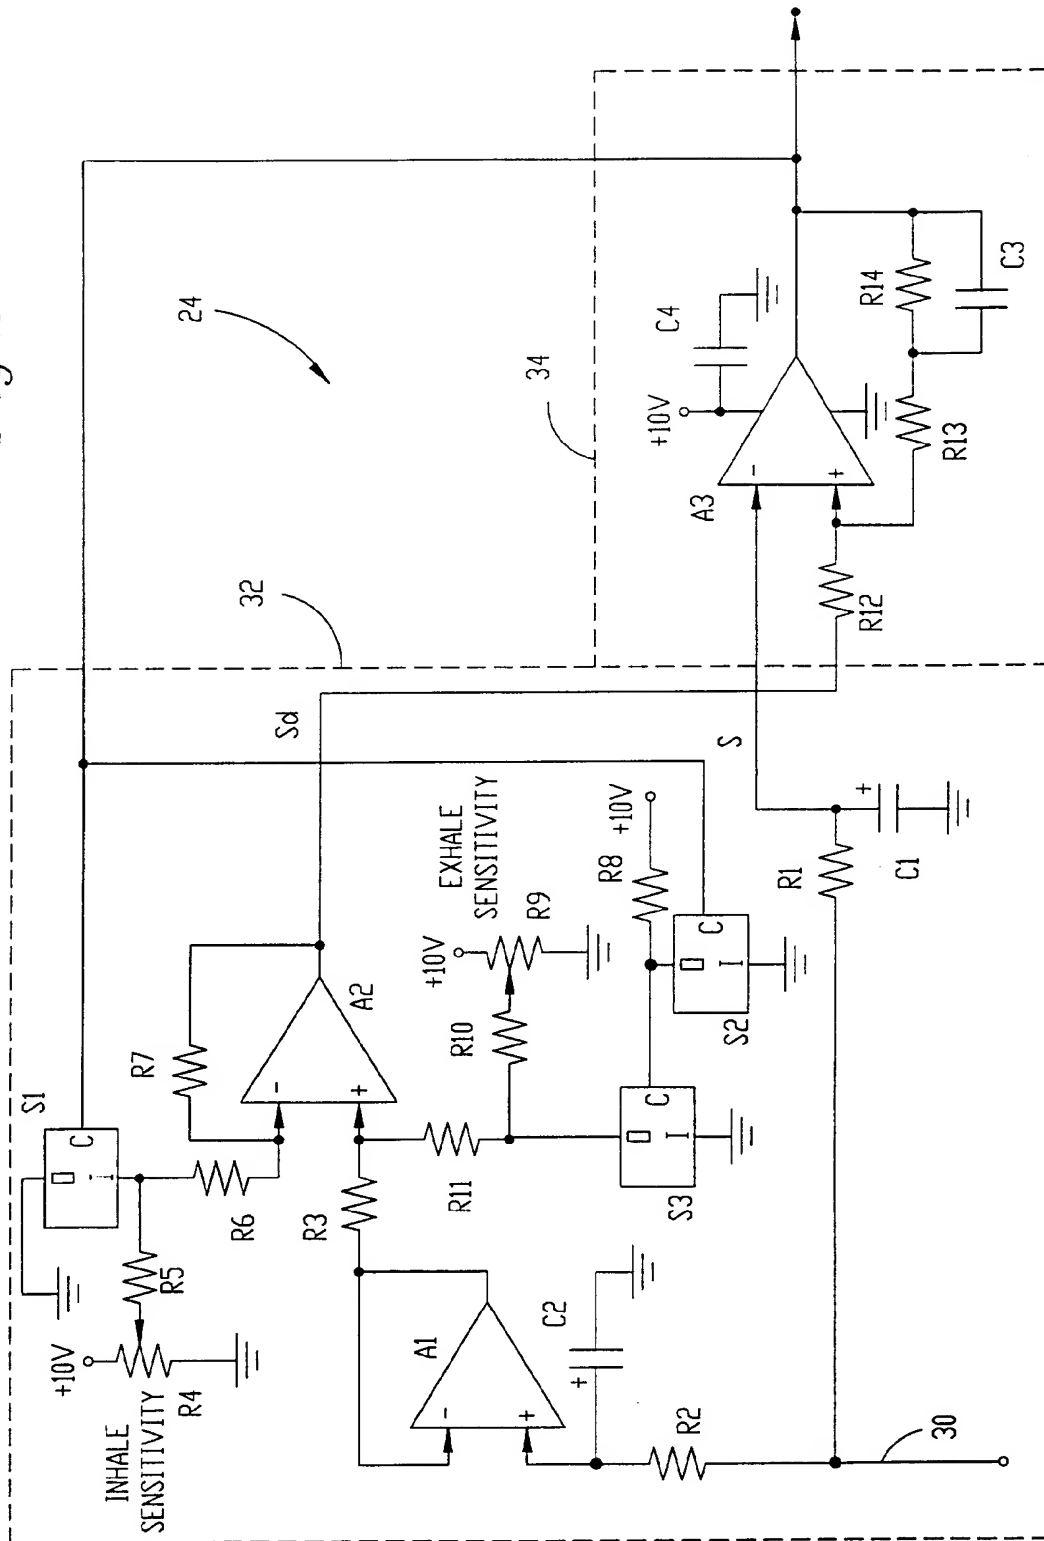 24
32
34
S1
C
O
I
+10V
INHALE
SENSITIVITY
R4
R5
R6
R7
R3
A1
-
+
C2
+
R2
30
A2
-
+
Sd
R11
R10
+10V
EXHALE
SENSITIVITY
R9
S3
C
O
I
S2
C
O
I
R8
+10V
R1
C1
+
S
R12
A3
-
+
+10V
C4
R13
R14
C3